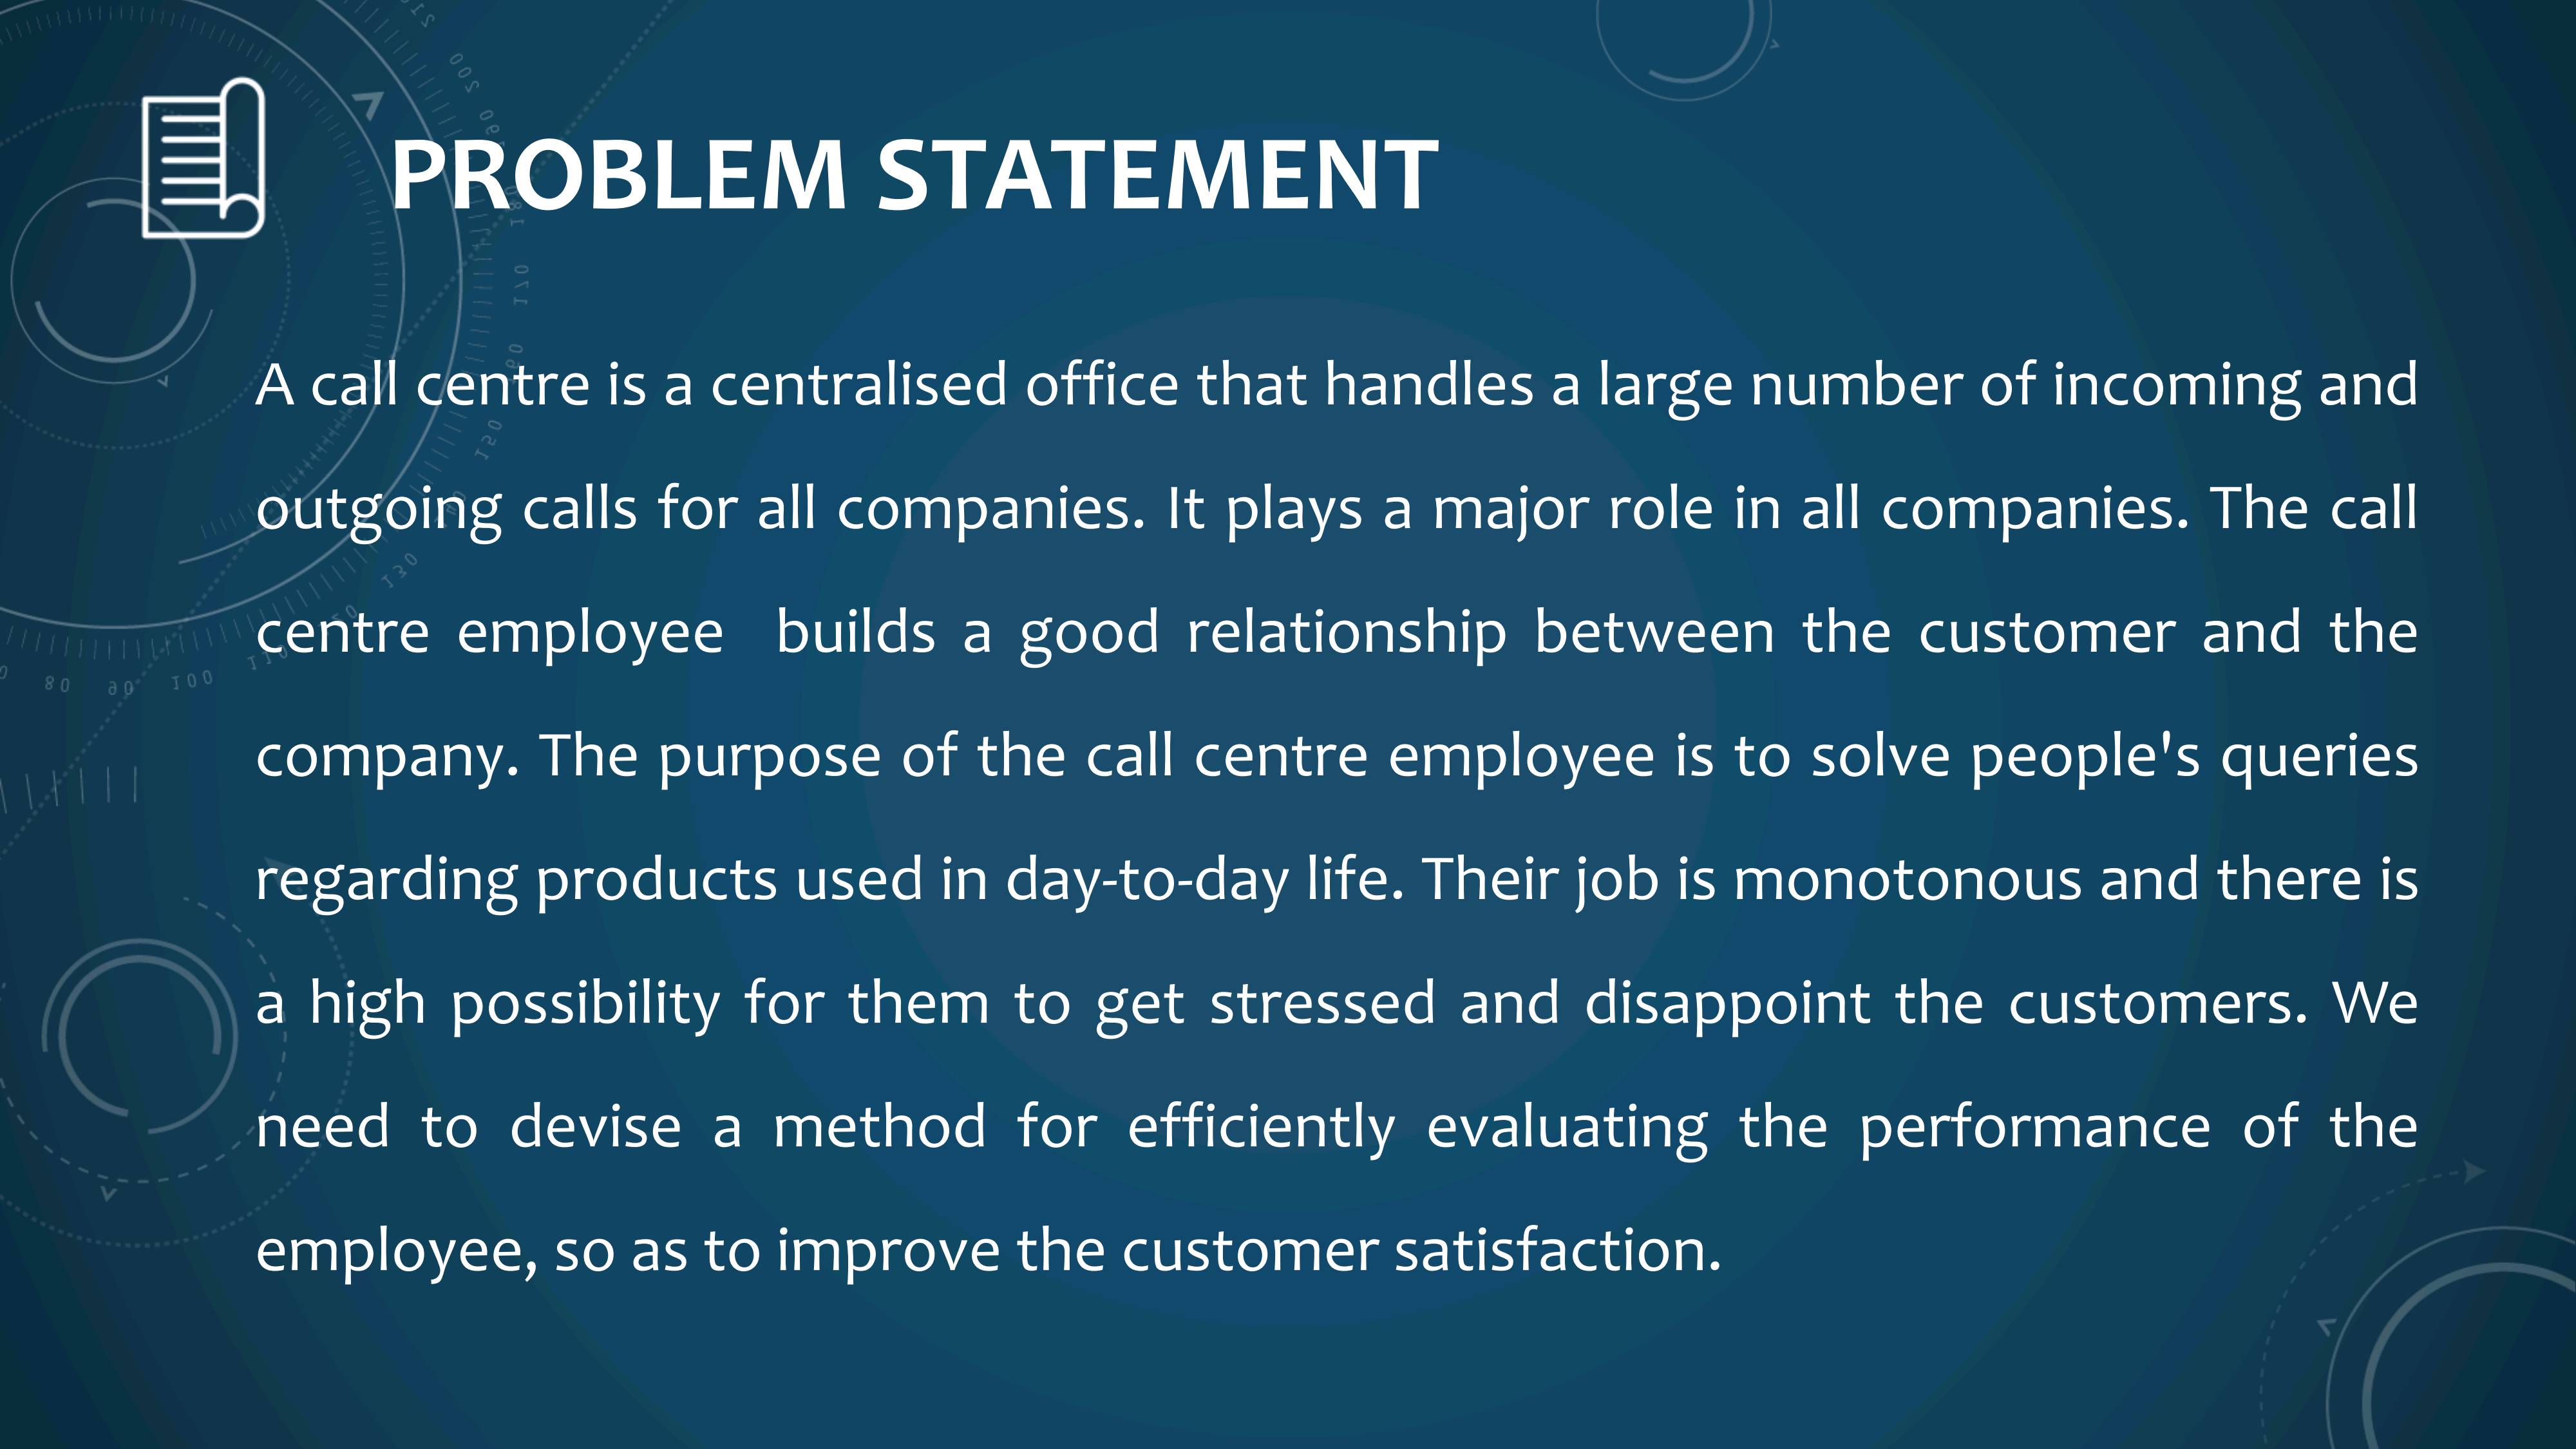 PROBLEM STATEMENT
A call centre is a centralised office that handles a large number of incoming and
outgoing calls for all companies. It plays a major role in all companies. The call
centre employee  builds a good relationship between the customer and the
company. The purpose of the call centre employee is to solve people's queries
regarding products used in day-to-day life. Their job is monotonous and there is
a high possibility for them to get stressed and disappoint the customers. We
need to devise a method for efficiently evaluating the performance of the
employee, so as to improve the customer satisfaction.